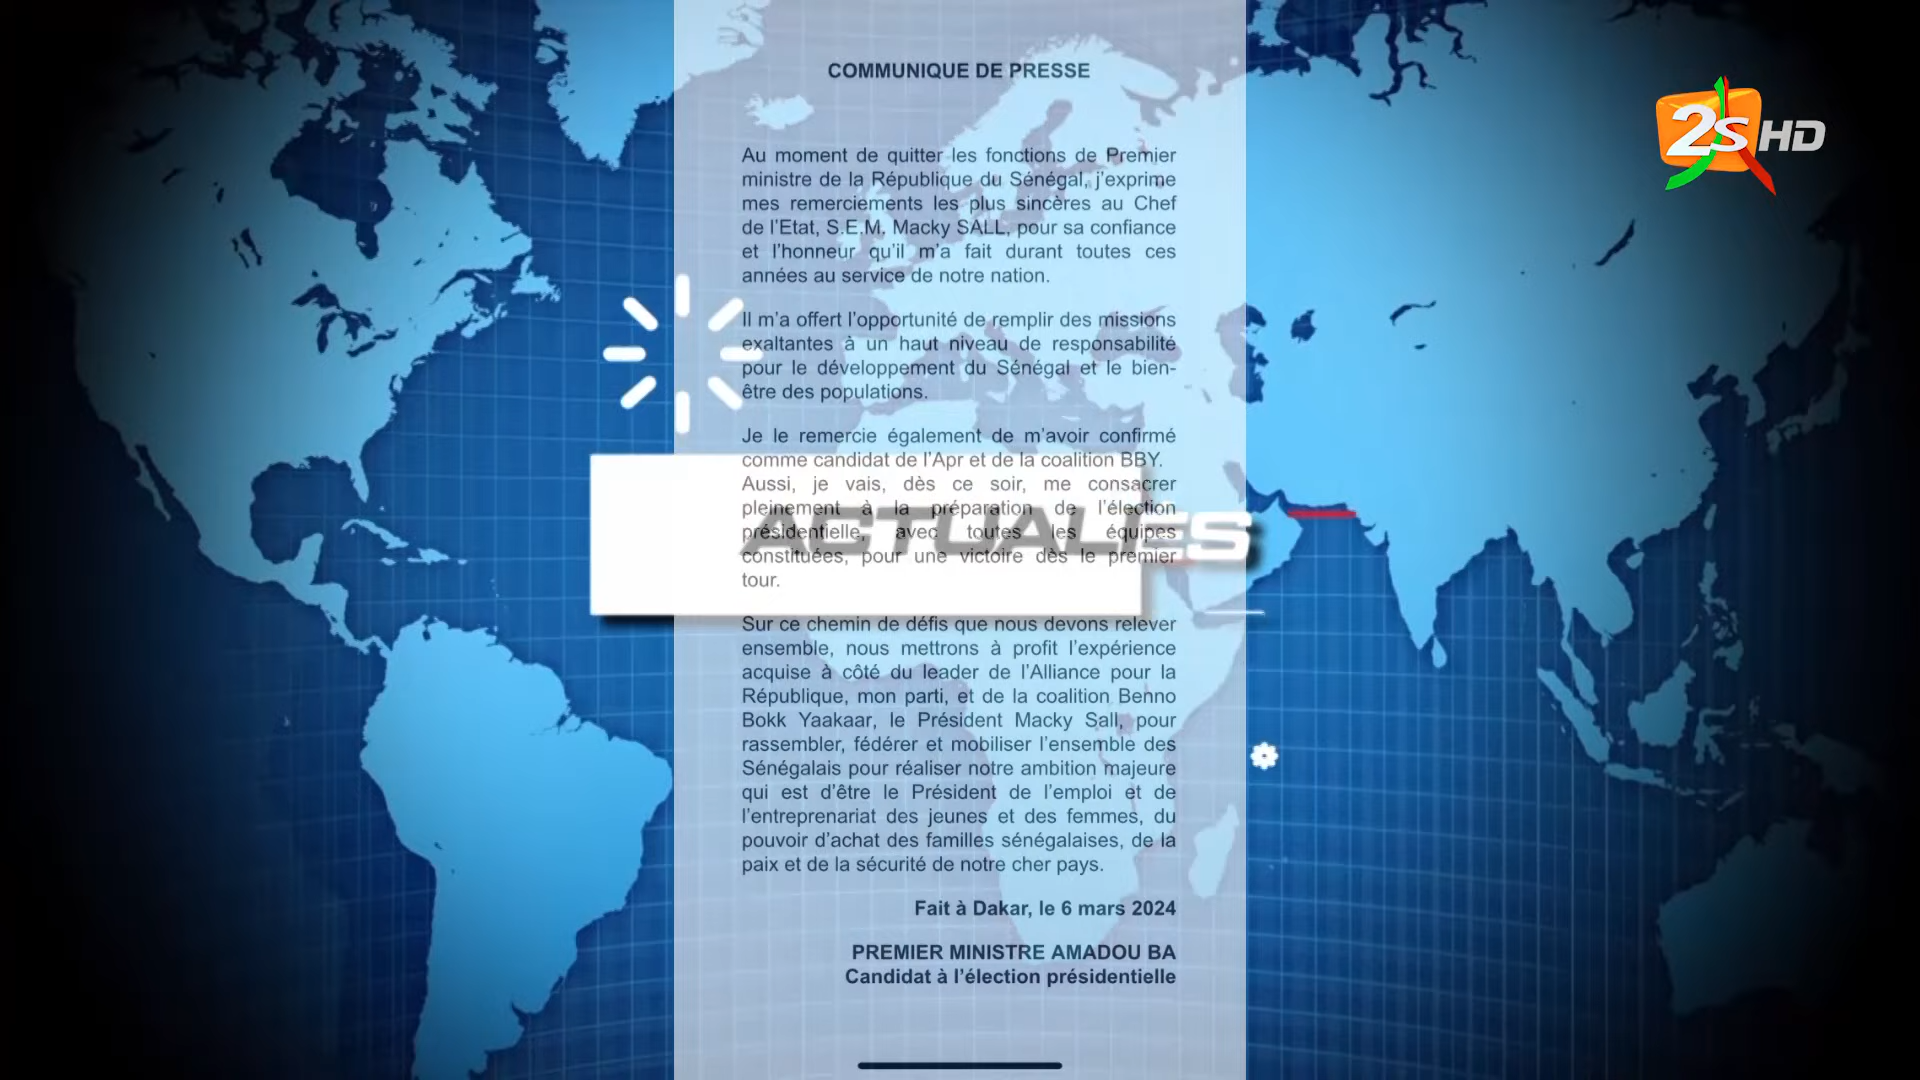 COMMUNIQUE DE PRESSE
2S HD
Au moment de quitter les fonctions de Premier
ministre de la République du Sénégal, j’exprime
mes remerciements les plus sincères au Chef
de l’Etat, S.E.M. Macky SALL, pour sa confiance
et l’honneur qu’il m’a fait durant toutes ces
années au service de notre nation.
Il m’a offert l’opportunité de remplir des missions
exaltantes à un haut niveau de responsabilité
pour le développement du Sénégal et le bien-
être des populations.
Je le remercie également de m’avoir confirmé
comme candidat de l’Apr et de la coalition BBY.
Aussi, je vais, dès ce soir, me consacrer
pleinement à la préparation de l’élection
présidentielle, avec toutes les équipes
constituées, pour une victoire dès le premier
tour.
Sur ce chemin de défis que nous devons relever
ensemble, nous mettrons à profit l’expérience
acquise à côté du leader de l’Alliance pour la
République, mon parti, et de la coalition Benno
Bokk Yaakaar, le Président Macky Sall, pour
rassembler, fédérer et mobiliser l’ensemble des
Sénégalais pour réaliser notre ambition majeure
qui est d’être le Président de l’emploi et de
l’entreprenariat des jeunes et des femmes, du
pouvoir d’achat des familles sénégalaises, de la
paix et de la sécurité de notre cher pays.
Fait à Dakar, le 6 mars 2024
PREMIER MINISTRE AMADOU BA
Candidat à l’élection présidentielle